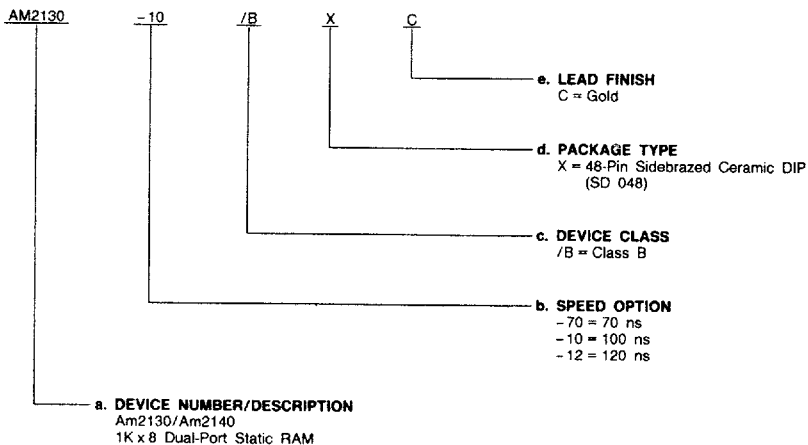 AM2130 -10 /B X C
e. LEAD FINISH
C = Gold
d. PACKAGE TYPE
X = 48-Pin Sidebrazed Ceramic DIP
(SD 048)
c. DEVICE CLASS
/B = Class B
b. SPEED OPTION
-70 = 70 ns
-10 = 100 ns
-12 = 120 ns
a. DEVICE NUMBER/DESCRIPTION
Am2130/Am2140
1K x 8 Dual-Port Static RAM